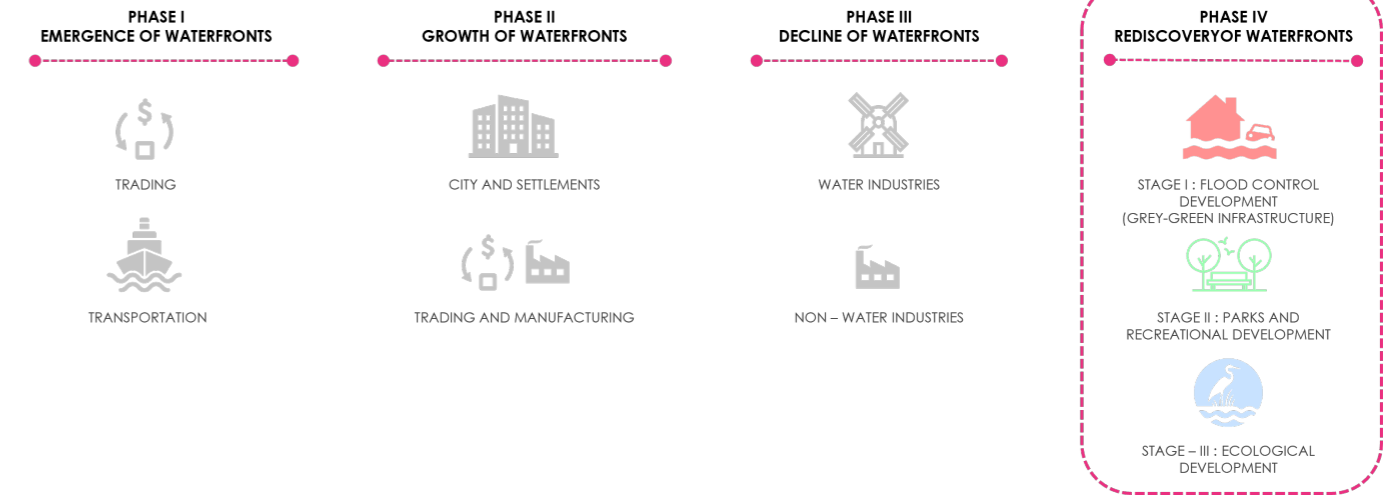 PHASE I
EMERGENCE OF WATERFRONTS
TRADING
TRANSPORTATION
PHASE II
GROWTH OF WATERFRONTS
CITY AND SETTLEMENTS
TRADING AND MANUFACTURING
PHASE III
DECLINE OF WATERFRONTS
WATER INDUSTRIES
NON – WATER INDUSTRIES
PHASE IV
REDISCOVERYOF WATERFRONTS
STAGE I : FLOOD CONTROL
DEVELOPMENT
(GREY-GREEN INFRASTRUCTURE)
STAGE II : PARKS AND
RECREATIONAL DEVELOPMENT
STAGE – III : ECOLOGICAL
DEVELOPMENT